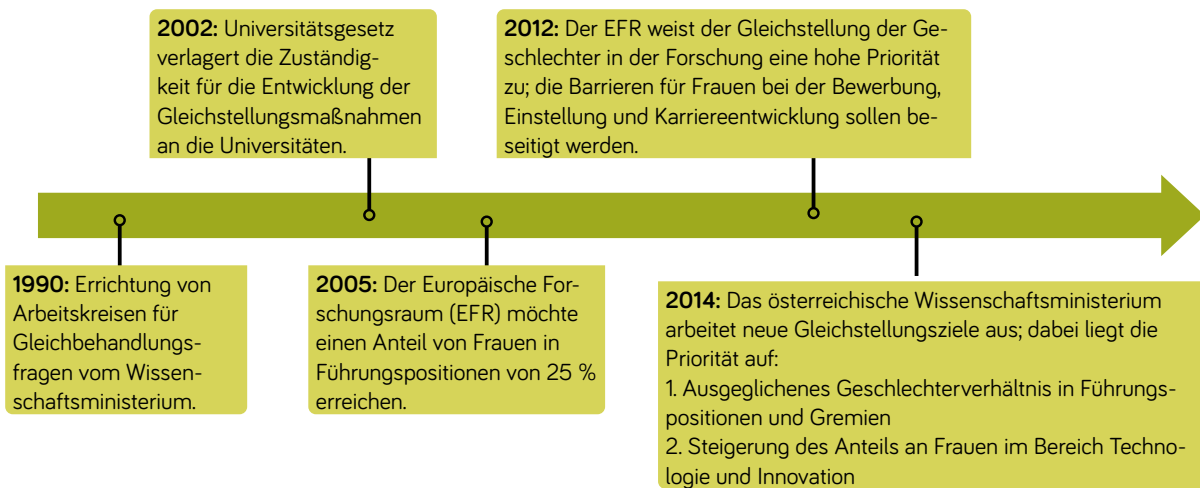 2002: Universitätsgesetz
verlagert die Zuständig-
keit für die Entwicklung der
Gleichstellungsmaßnahmen
an die Universitäten.
2012: Der EFR weist der Gleichstellung der Ge-
schlechter in der Forschung eine hohe Priorität
zu; die Barrieren für Frauen bei der Bewerbung,
Einstellung und Karriereentwicklung sollen be-
seitigt werden.
1990: Errichtung von
Arbeitskreisen für
Gleichbehandlungs-
fragen vom Wissen-
schaftsministerium.
2005: Der Europäische For-
schungsraum (EFR) möchte
einen Anteil von Frauen in
Führungspositionen von 25 %
erreichen.
2014: Das österreichische Wissenschaftsministerium
arbeitet neue Gleichstellungsziele aus; dabei liegt die
Priorität auf:
1. Ausgeglichenes Geschlechterverhältnis in Führungs-
positionen und Gremien
2. Steigerung des Anteils an Frauen im Bereich Techno-
logie und Innovation